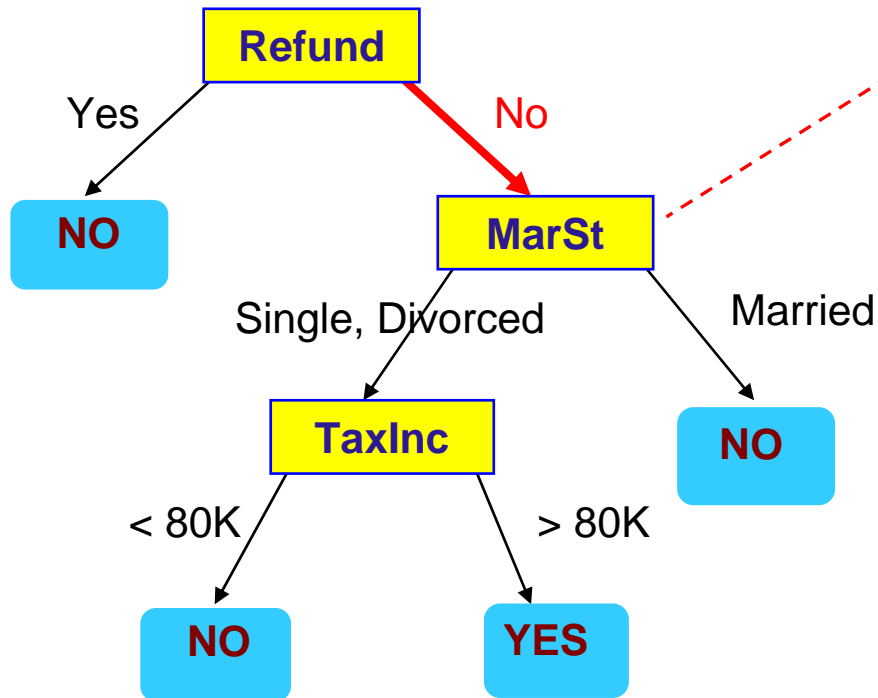 Refund
Yes
No
NO
MarSt
Single, Divorced
Married
TaxInc
NO
< 80K
> 80K
NO
YES